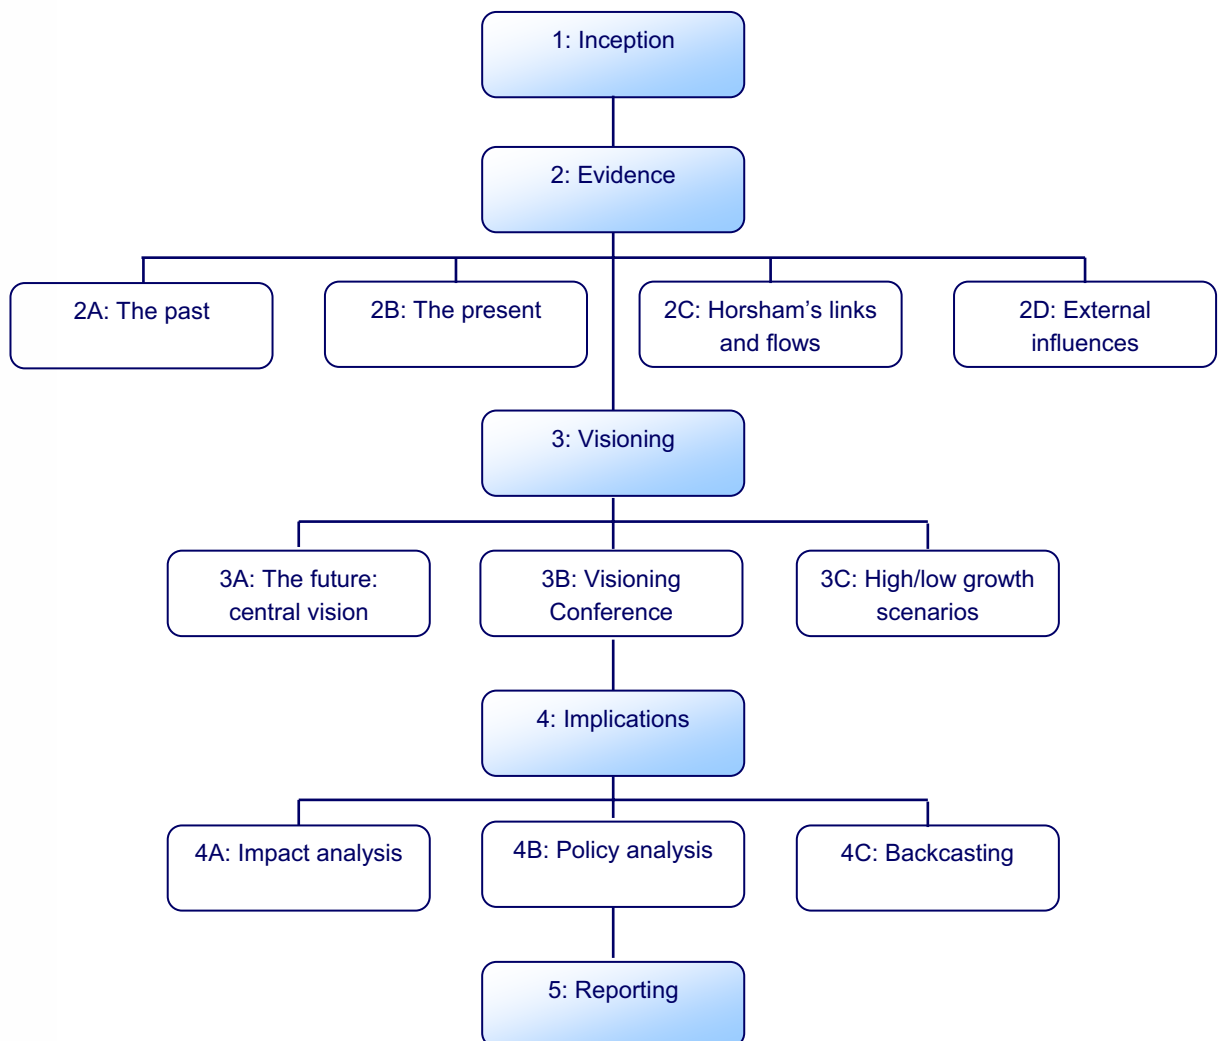 1: Inception
2: Evidence
2A: The past
2B: The present
2C: Horsham’s links
and flows
2D: External
influences
3: Visioning
3A: The future:
central vision
3B: Visioning
Conference
3C: High/low growth
scenarios
4: Implications
4A: Impact analysis
4B: Policy analysis
4C: Backcasting
5: Reporting